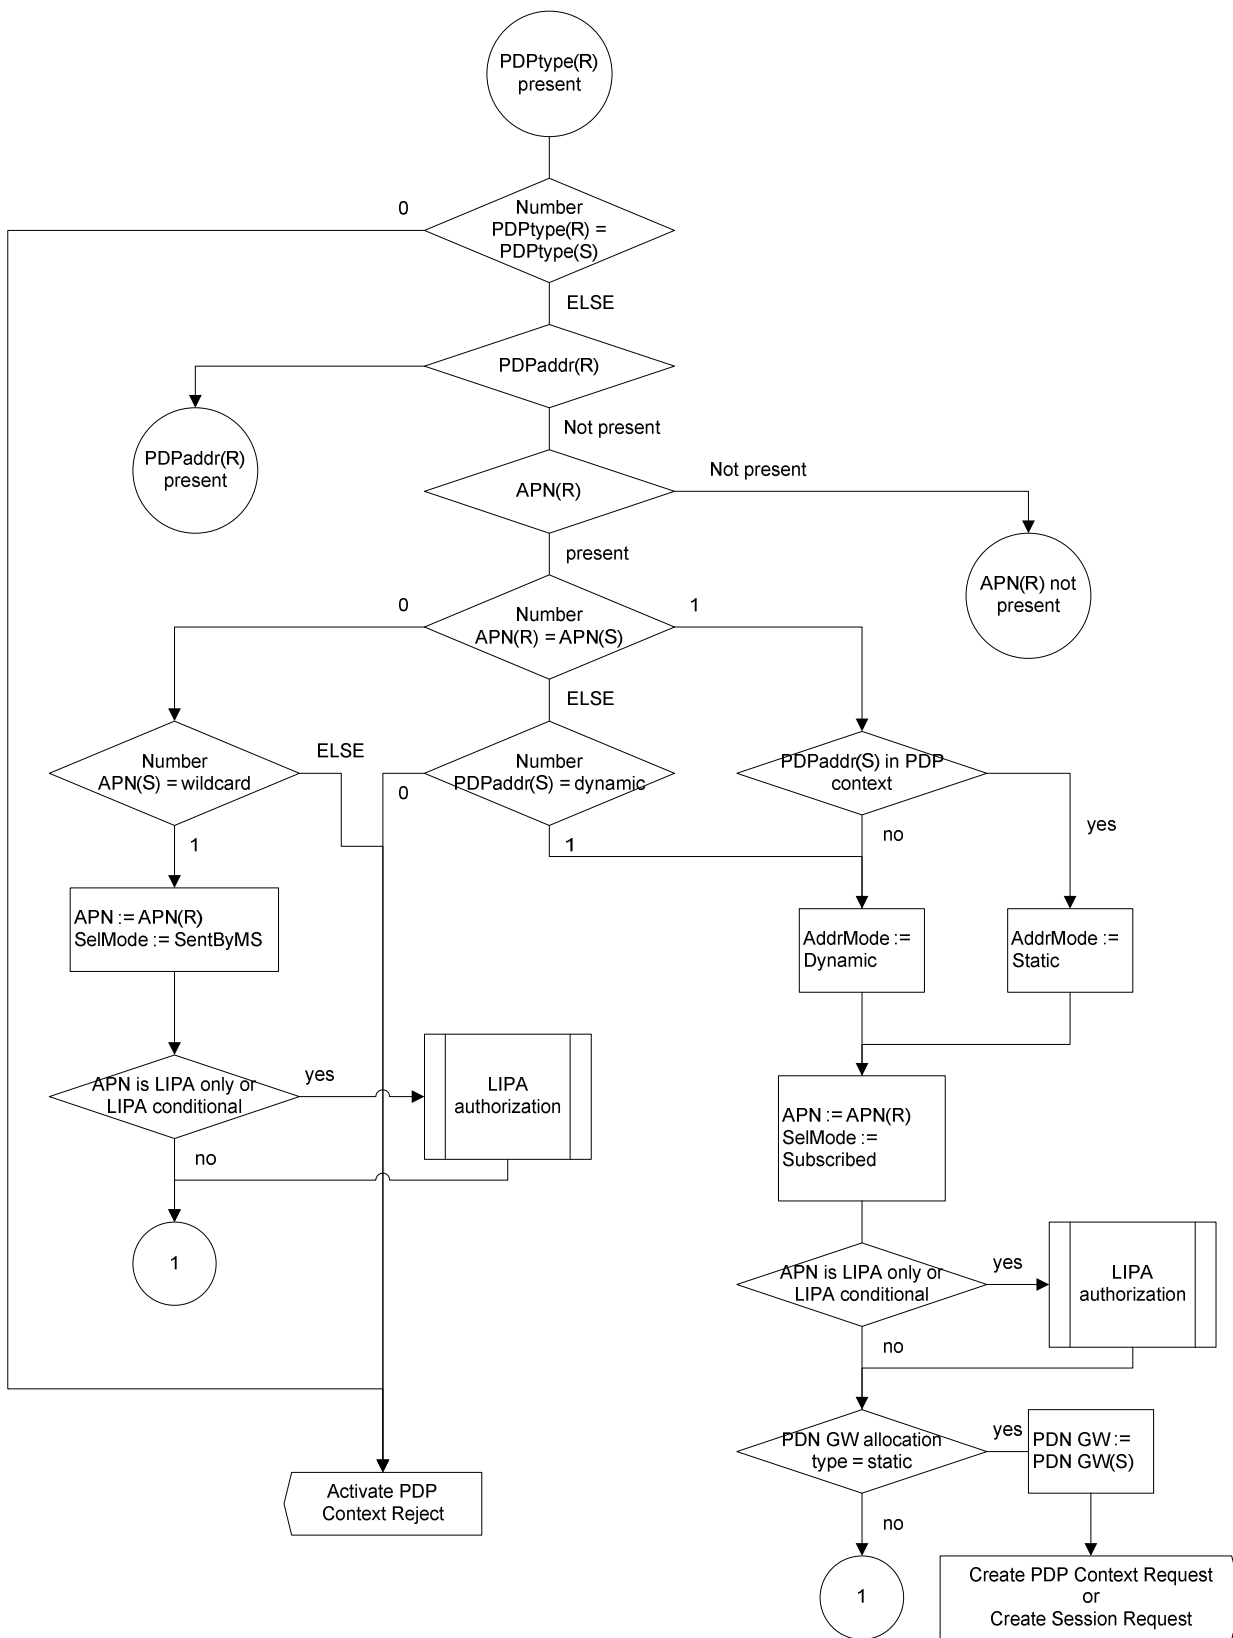 PDPtype(R)
present
0
Number
PDPtype(R) =
PDPtype(S)
ELSE
PDPaddr(R)
Not present
PDPaddr(R)
present
APN(R)
Not present
present
APN(R) not
present
0
Number
APN(R) = APN(S)
1
ELSE
Number
APN(S) = wildcard
ELSE
Number
PDPaddr(S) = dynamic
0
1
PDPaddr(S) in PDP
context
no
yes
1
APN := APN(R)
SelMode := SentByMS
AddrMode :=
Dynamic
AddrMode :=
Static
APN is LIPA only or
LIPA conditional
yes
LIPA
authorization
no
1
APN := APN(R)
SelMode :=
Subscribed
APN is LIPA only or
LIPA conditional
yes
LIPA
authorization
no
PDN GW allocation
type = static
yes
PDN GW :=
PDN GW(S)
no
Activate PDP
Context Reject
1
Create PDP Context Request
or
Create Session Request